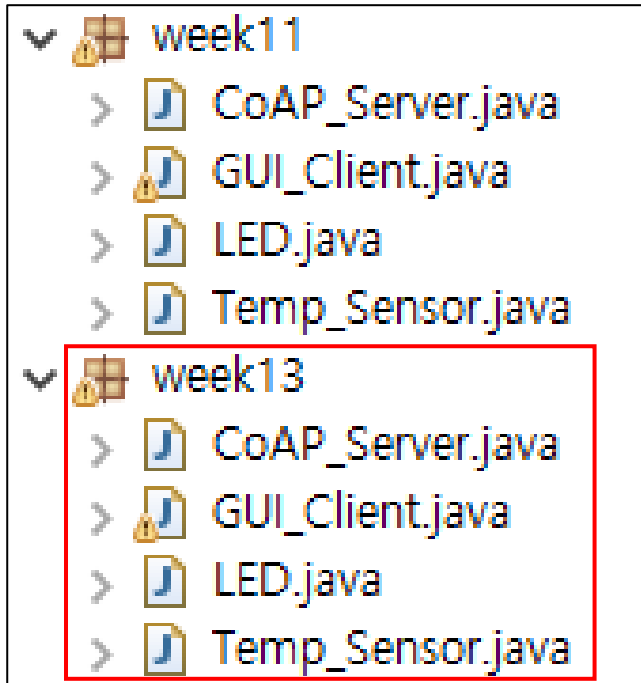 week11
CoAP_Server.java
GUI_Client.java
LED.java
Temp_Sensor.java
week13
CoAP_Server.java
GUI_Client.java
LED.java
Temp_Sensor.java